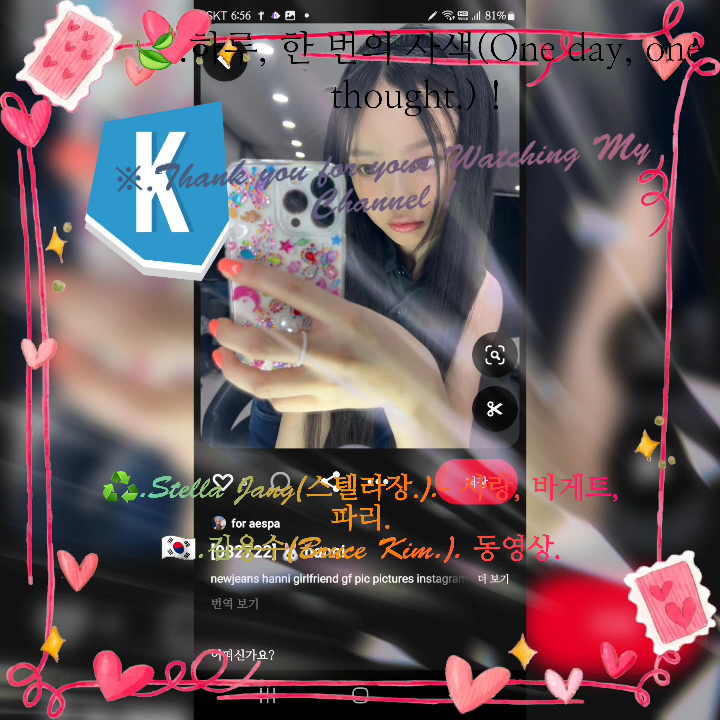 SKT 6:56
81%
.하루, 한 번의 사색(One day, one
thought.) !
K
※.Thank you for your Watching My
Channel !
♻.Stella Jang(스텔라장.). 사랑, 바게트,
파리.
저장
for aespa
🇰🇷.김용수(Bruce Kim.). 동영상.
newjeans hanni girlfriend gf pic pictures instagram
더 보기
번역 보기
어떠신가요?